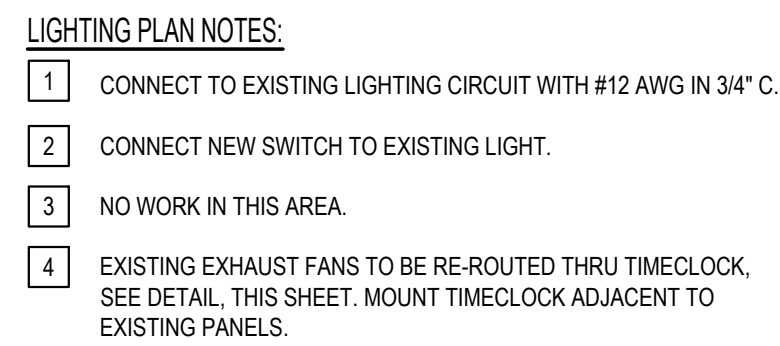 LIGHTING PLAN NOTES:
1 CONNECT TO EXISTING LIGHTING CIRCUIT WITH #12 AWG IN 3/4" C.
2 CONNECT NEW SWITCH TO EXISTING LIGHT.
3 NO WORK IN THIS AREA.
4 EXISTING EXHAUST FANS TO BE RE-ROUTED THRU TIMECLOCK,
SEE DETAIL, THIS SHEET. MOUNT TIMECLOCK ADJACENT TO
EXISTING PANELS.